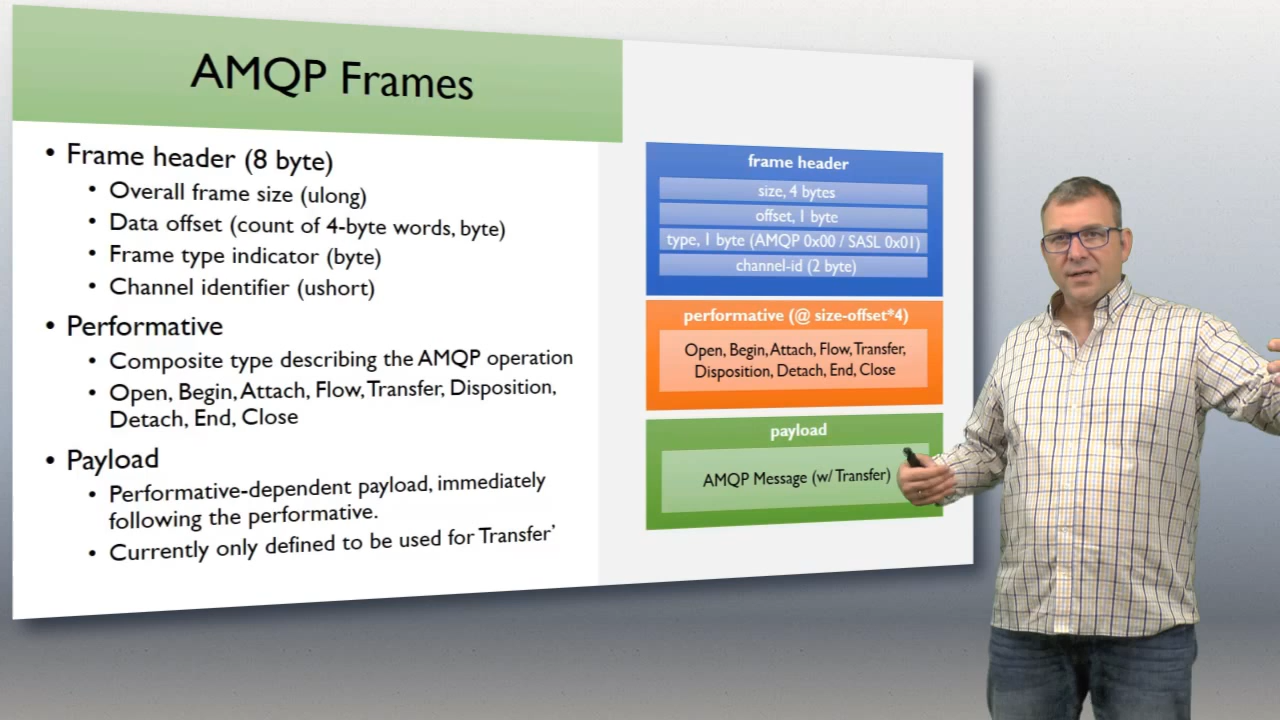 AMQP Frames
• Frame header (8 byte)
• Overall frame size (ulong)
• Data offset (count of 4-byte words, byte)
• Frame type indicator (byte)
• Channel identifier (ushort)
• Performative
• Composite type describing the AMQP operation
• Open, Begin, Attach, Flow, Transfer, Disposition,
Detach, End, Close
• Payload
• Performative-dependent payload, immediately
following the performative.
• Currently only defined to be used for Transfer’
frame header
size, 4 bytes
offset, 1 byte
type, 1 byte (AMQP 0x00 / SASL 0x01)
channel-id (2 byte)
performative (@ size-offset*4)
Open, Begin, Attach, Flow, Transfer,
Disposition, Detach, End, Close
payload
AMQP Message (w/ Transfer)